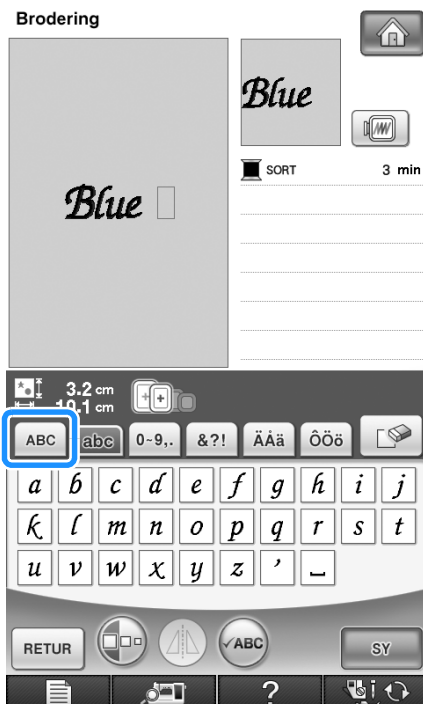 Brodering
Blue
Blue
SORT 3 min
3.2 cm
19.1 cm
ABC abc 0~9,. &?! ÄÅä ÔÖö
a b c d e f g h i j
k l m n o p q r s t
u v w x y z ’ ⎵
RETUR ✓ABC SY
? i